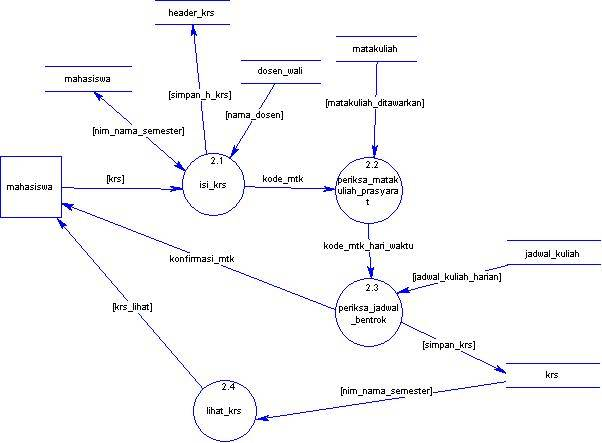 header_krs
matakuliah
dosen_wali
mahasiswa
[simpan_h_krs]
[matakuliah_ditawarkan]
[nama_dosen]
[nim_nama_semester]
2.1
isi_krs
2.2
periksa_matak
uliah_prasyara
t
mahasiswa
[krs]
kode_mtk
kode_mtk_hari_waktu
jadwal_kuliah
konfirmasi_mtk
[jadwal_kuliah_harian]
2.3
periksa_jadwal
_bentrok
[krs_lihat]
[simpan_krs]
krs
[nim_nama_semester]
2.4
lihat_krs